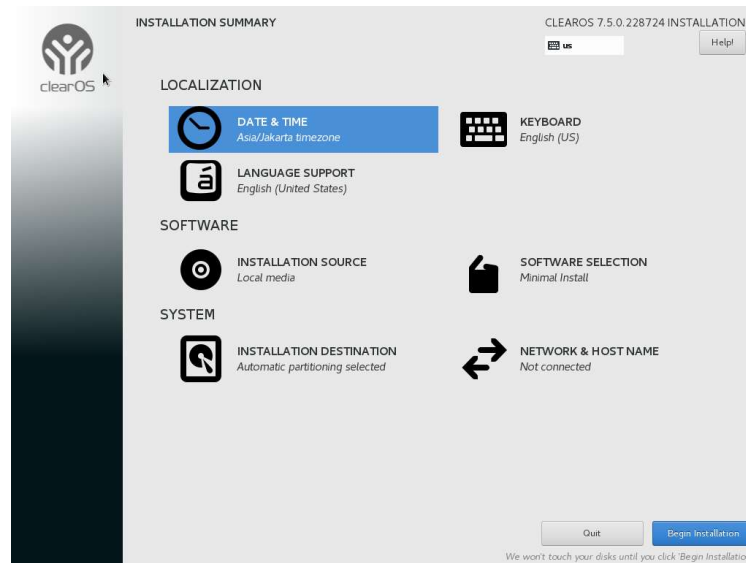 INSTALLATION SUMMARY
CLEAROS 7.5.0.228724 INSTALLATION
us
Help!
clearOS
LOCALIZATION
DATE & TIME
Asia/Jakarta timezone
KEYBOARD
English (US)
LANGUAGE SUPPORT
English (United States)
SOFTWARE
INSTALLATION SOURCE
Local media
SOFTWARE SELECTION
Minimal Install
SYSTEM
INSTALLATION DESTINATION
Automatic partitioning selected
NETWORK & HOST NAME
Not connected
Quit
Begin Installation
We won't touch your disks until you click 'Begin Installatio